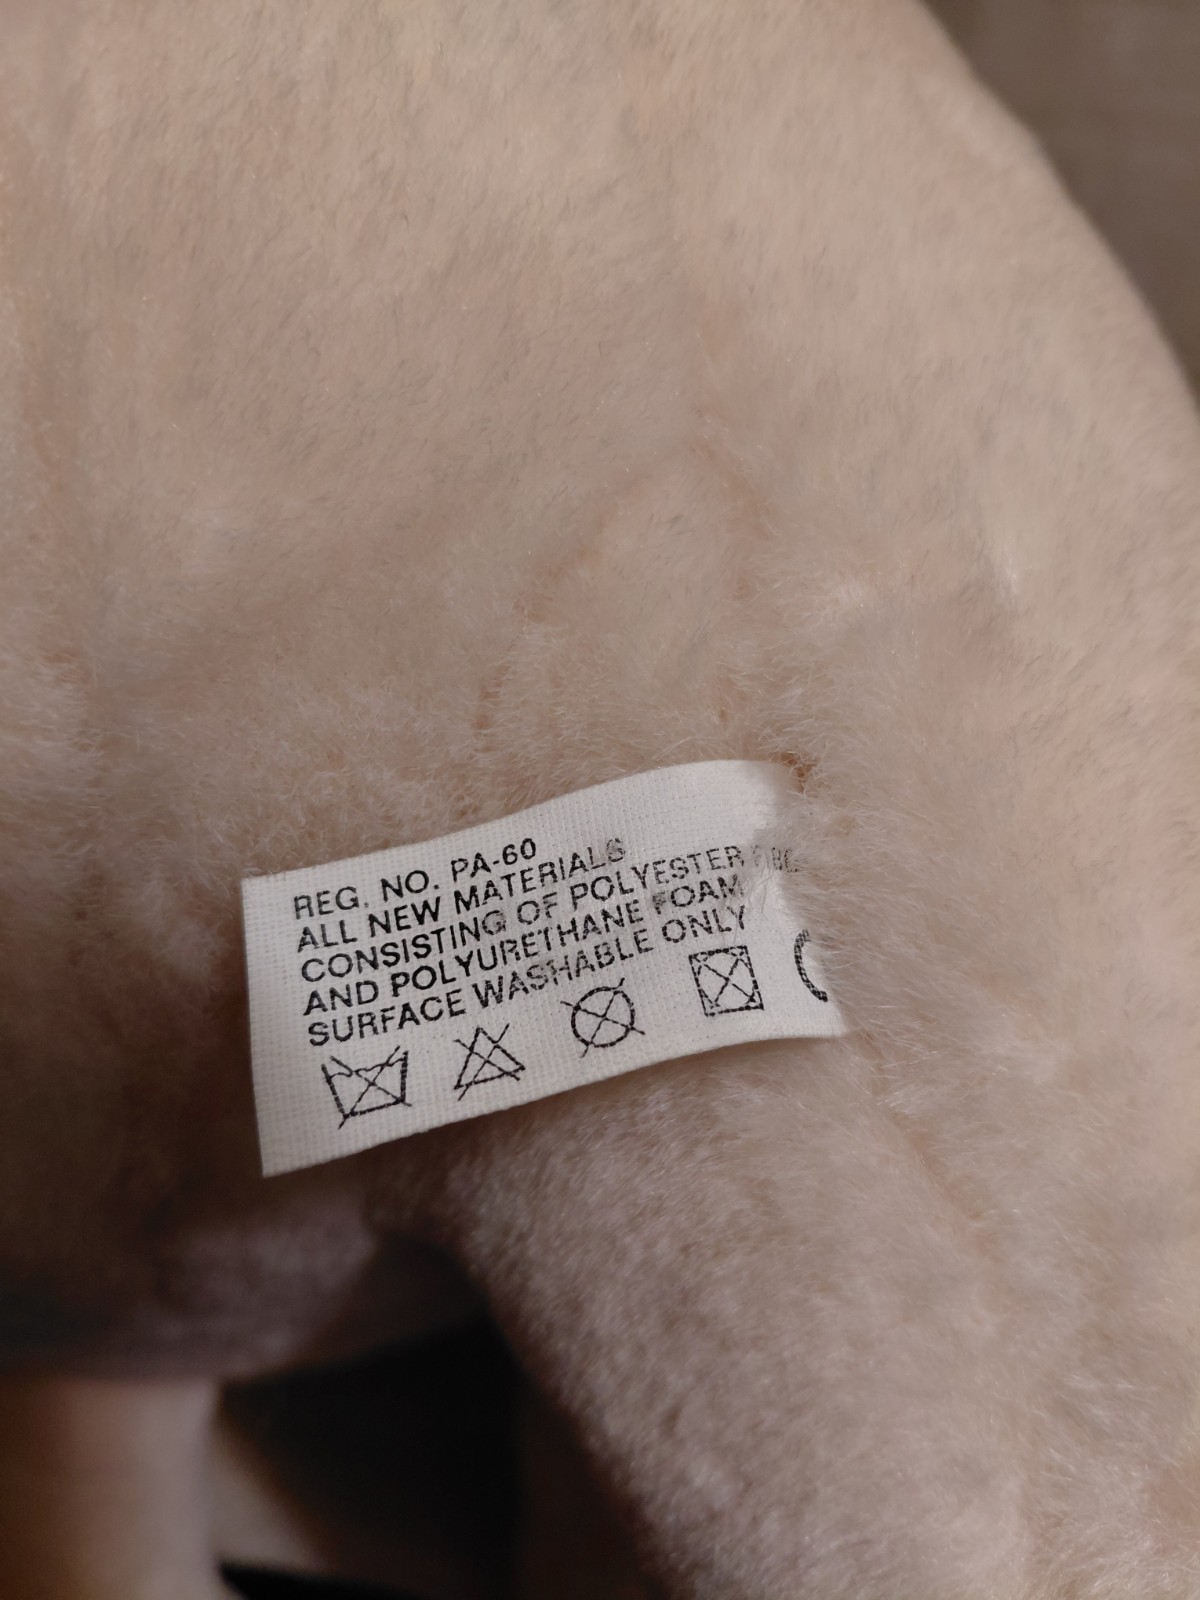 REG. NO. PA-60
ALL NEW MATERIALS
CONSISTING OF POLYESTER
AND POLYURETHANE FOAM
SURFACE WASHABLE ONLY